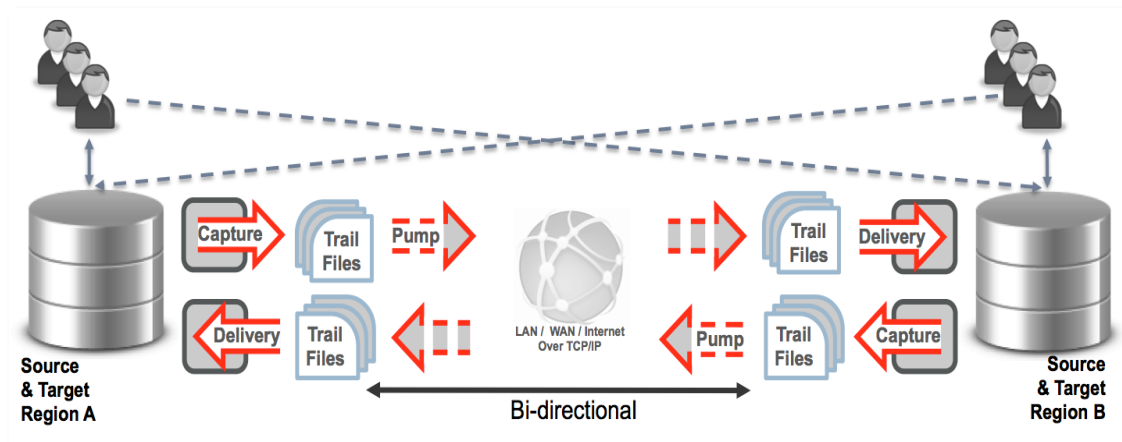 Capture
Trail
Files
Pump
Trail
Files
Delivery
LAN / WAN / Internet
Over TCP/IP
Delivery
Trail
Files
Pump
Trail
Files
Capture
Source
& Target
Region A
Bi-directional
Source
& Target
Region B